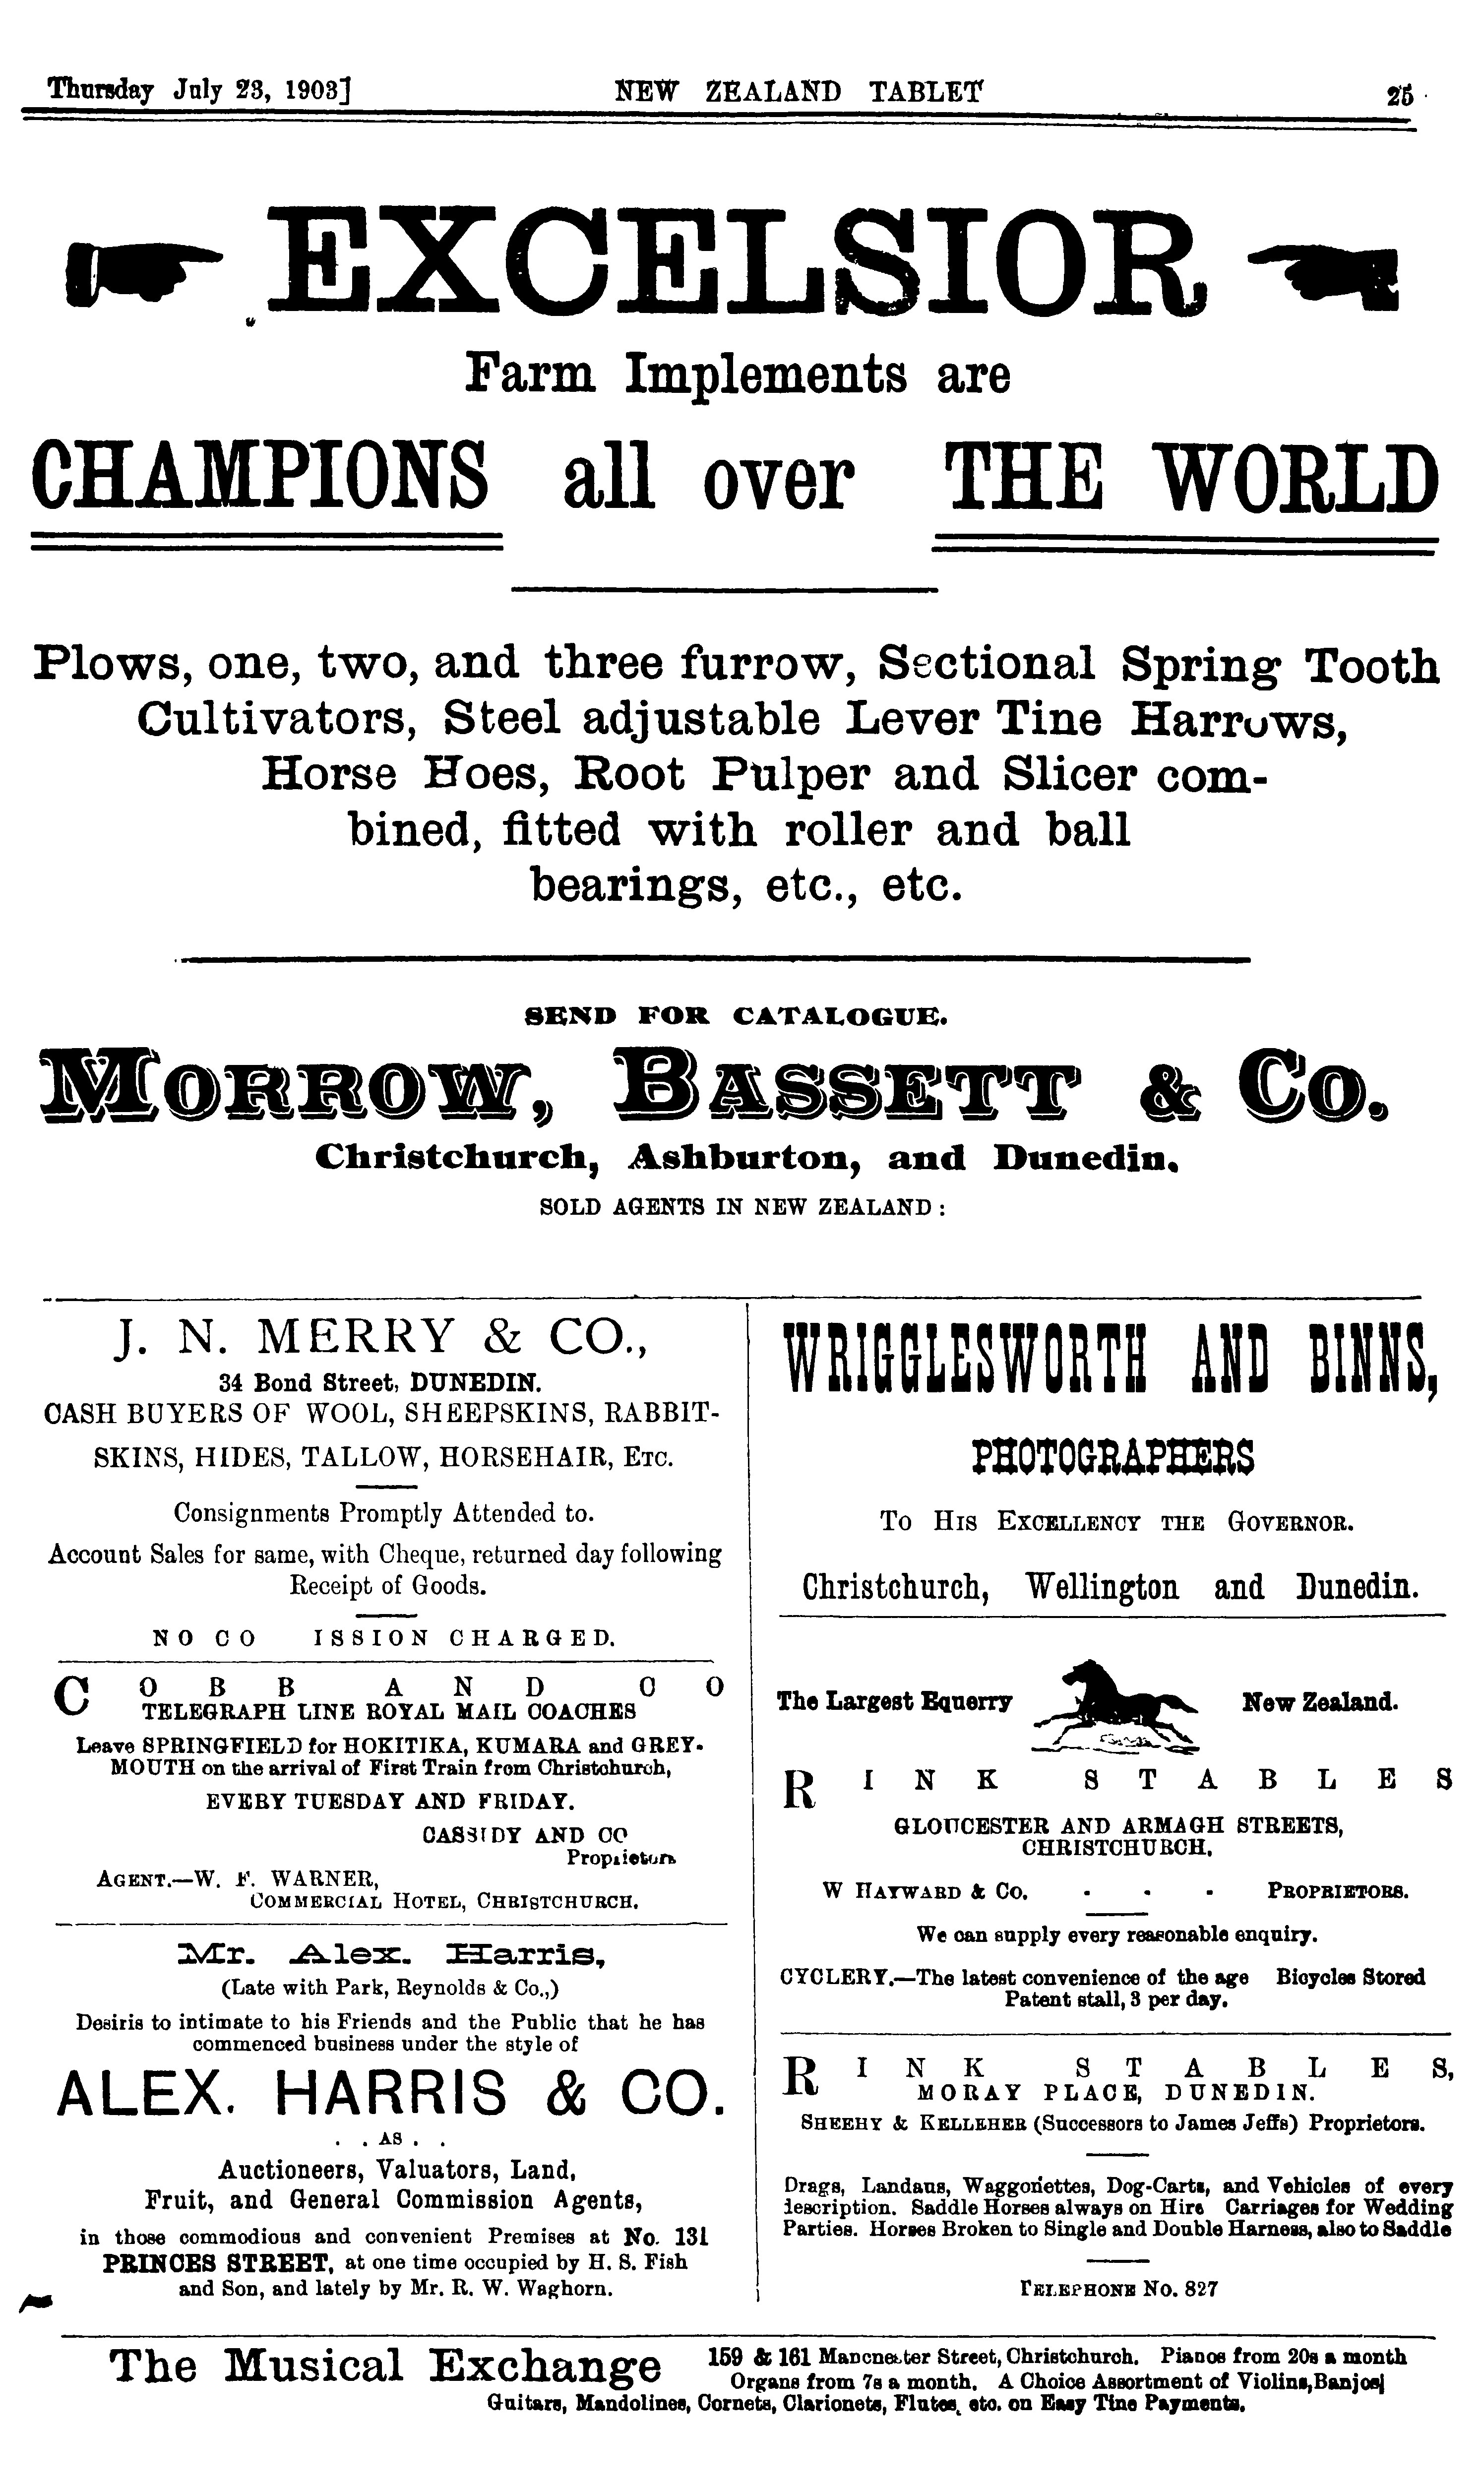 Thursday July 23, 1903]
NEW ZEALAND TABLET
25
EXCELSIOR
Farm Implements are
CHAMPIONS all over THE WORLD
Plows, one, two, and three furrow, Sectional Spring Tooth
Cultivators, Steel adjustable Lever Tine Harrows,
Horse Hoes, Root Pulper and Slicer com-
bined, fitted with roller and ball
bearings, etc., etc.
SEND FOR CATALOGUE.
MORROW, BASSETT & CO.
Christchurch, Ashburton, and Dunedin.
SOLD AGENTS IN NEW ZEALAND:
J. N. MERRY & CO.,
34 Bond Street, DUNEDIN.
CASH BUYERS OF WOOL, SHEEPSKINS, RABBIT-
SKINS, HIDES, TALLOW, HORSEHAIR, ETC.
Consignments Promptly Attended to.
Account Sales for same, with Cheque, returned day following
Receipt of Goods.
NO CO ISSION CHARGED.
COBB AND CO
TELEGRAPH LINE ROYAL MAIL COACHES
Leave SPRINGFIELD for HOKITIKA, KUMARA and GREY-
MOUTH on the arrival of First Train from Christchurch,
EVERY TUESDAY AND FRIDAY.
CASSIDY AND CO
Proprietors
AGENT.—W. F. WARNER,
COMMERCIAL HOTEL, CHRISTCHURCH.
Mr. Alex. Harris,
(Late with Park, Reynolds & Co.,)
Desiris to intimate to his Friends and the Public that he has
commenced business under the style of
ALEX. HARRIS & CO.
. . AS . .
Auctioneers, Valuators, Land,
Fruit, and General Commission Agents,
in those commodious and convenient Premises at No. 131
PRINCES STREET, at one time occupied by H. S. Fish
and Son, and lately by Mr. R. W. Waghorn.
WRIGGLESWORTH AND BINNS,
PHOTOGRAPHERS
TO HIS EXCELLENCY THE GOVERNOR.
Christchurch, Wellington and Dunedin.
The Largest Equerry New Zealand.
RINK STABLES
GLOUCESTER AND ARMAGH STREETS,
CHRISTCHURCH.
W HAYWARD & CO. - - - PROPRIETORS.
We can supply every reasonable enquiry.
CYCLERY.—The latest convenience of the age Bicycles Stored
Patent stall, 3 per day.
RINK STABLES,
MORAY PLACE, DUNEDIN.
SHEEHY & KELLEHER (Successors to James Jeffs) Proprietors.
Drags, Landaus, Waggonettes, Dog-Carts, and Vehicles of every
description. Saddle Horses always on Hire Carriages for Wedding
Parties. Horses Broken to Single and Double Harness, also to Saddle
TELEPHONE No. 827
The Musical Exchange
159 & 161 Manchester Street, Christchurch. Pianos from 20s a month
Organs from 7s a month. A Choice Assortment of Violins, Banjos
Guitars, Mandolines, Cornets, Clarionets, Flutes, etc. on Easy Tine Payments.